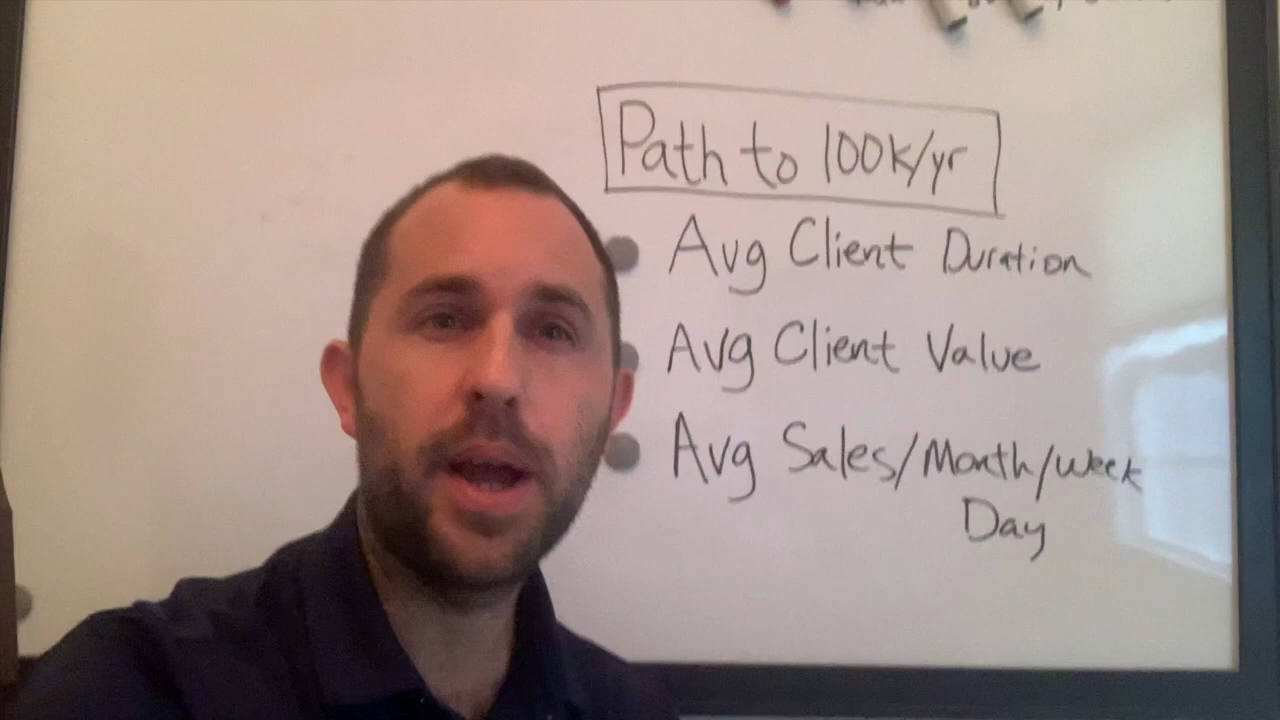 Path to 100k/yr
Avg Client Duration
Avg Client Value
Avg Sales/Month/Week
Day